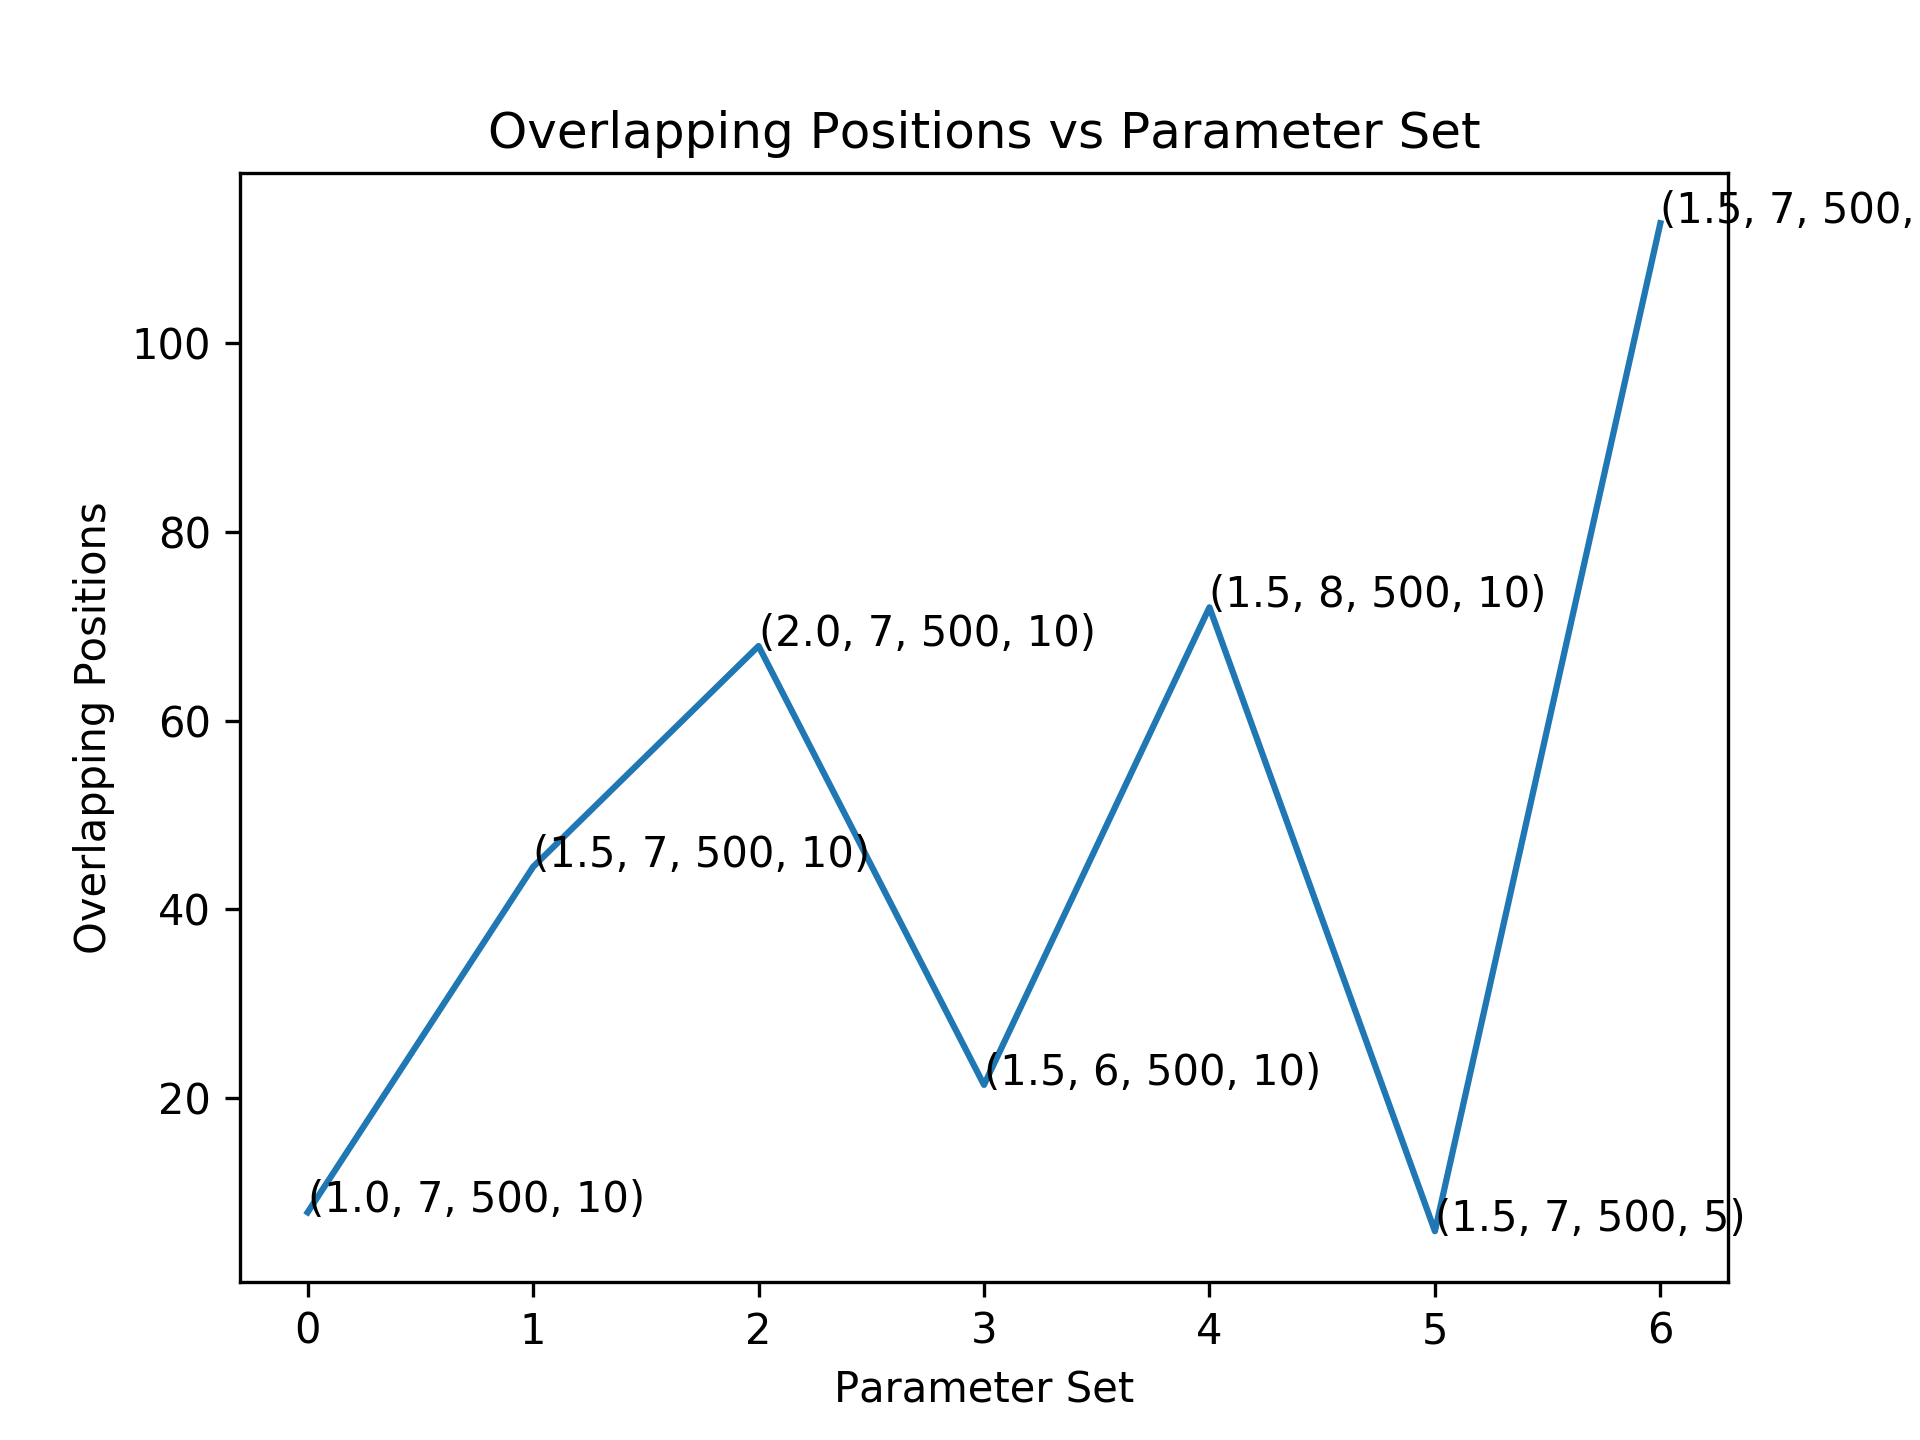 Overlapping Positions vs Parameter Set
(1.5, 7, 500,
100
80
(1.5, 8, 500, 10)
(2.0, 7, 500, 10)
60
(1.5, 7, 500, 10)
40
(1.5, 6, 500, 10)
20
(1.0, 7, 500, 10)
(1.5, 7, 500, 5)
Overlapping Positions
0 1 2 3 4 5 6
Parameter Set